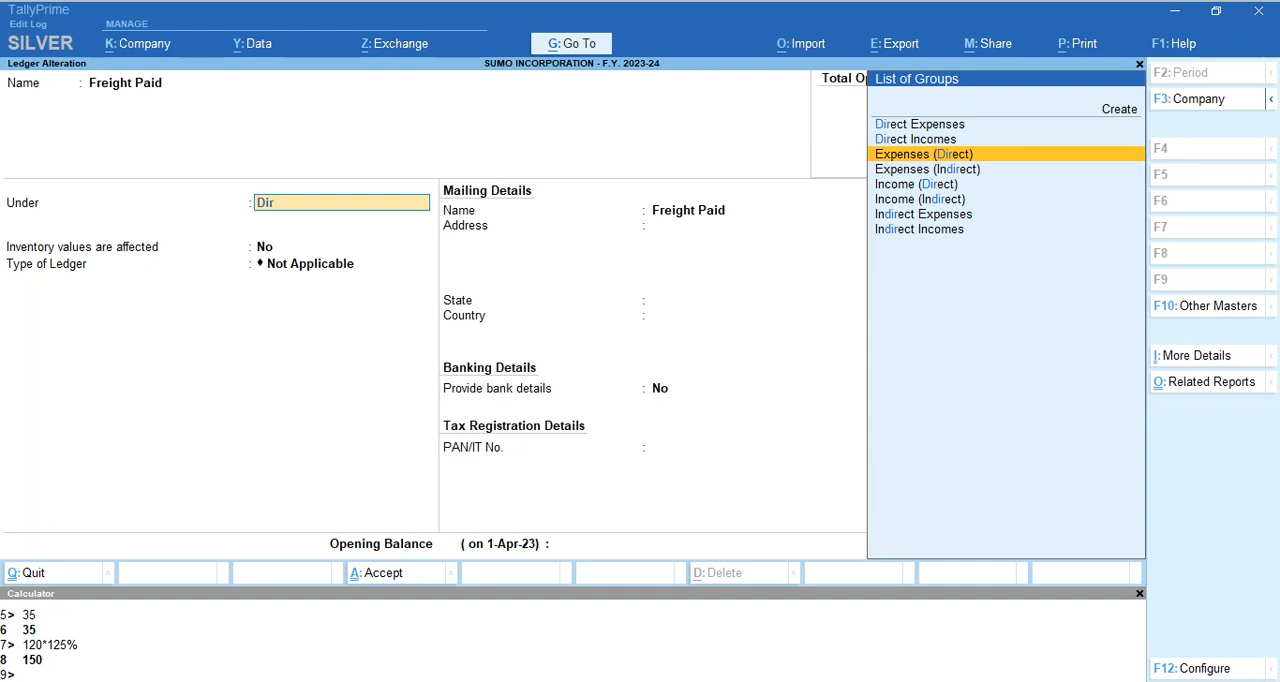 TallyPrime
Edit Log
MANAGE
SILVER
K: Company
Y: Data
Z: Exchange
G: Go To
O: Import
E: Export
M: Share
P: Print
F1: Help
Ledger Alteration
SUMO INCORPORATION - F.Y. 2023-24
Name : Freight Paid
Total Op
Under : Dir
Inventory values are affected : No
Type of Ledger : ♦ Not Applicable
Mailing Details
Name : Freight Paid
Address :
State :
Country :
Banking Details
Provide bank details : No
Tax Registration Details
PAN/IT No. :
Opening Balance ( on 1-Apr-23) :
List of Groups
Create
Direct Expenses
Direct Incomes
Expenses (Direct)
Expenses (Indirect)
Income (Direct)
Income (Indirect)
Indirect Expenses
Indirect Incomes
F2: Period
F3: Company
F4
F5
F6
F7
F8
F9
F10: Other Masters
I: More Details
O: Related Reports
F12: Configure
Q: Quit
A: Accept
D: Delete
Calculator
5> 35
6 35
7> 120*125%
8 150
9>